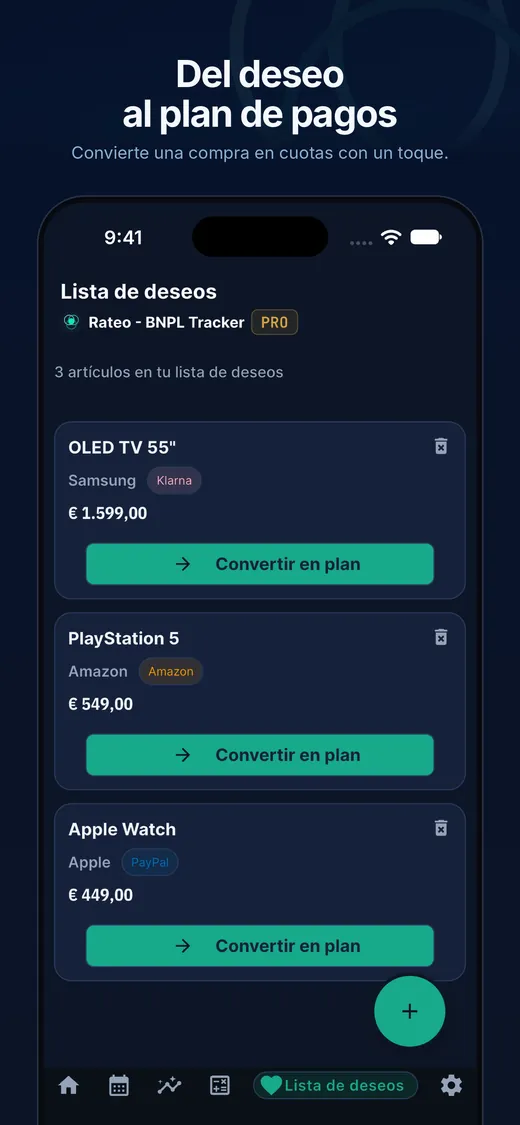 Del deseo
al plan de pagos
Convierte una compra en cuotas con un toque.
9:41
Lista de deseos
Rateo - BNPL Tracker PRO
3 artículos en tu lista de deseos
OLED TV 55"
Samsung Klarna
€ 1.599,00
→ Convertir en plan
PlayStation 5
Amazon Amazon
€ 549,00
→ Convertir en plan
Apple Watch
Apple PayPal
€ 449,00
→ Convertir en plan
+
Lista de deseos